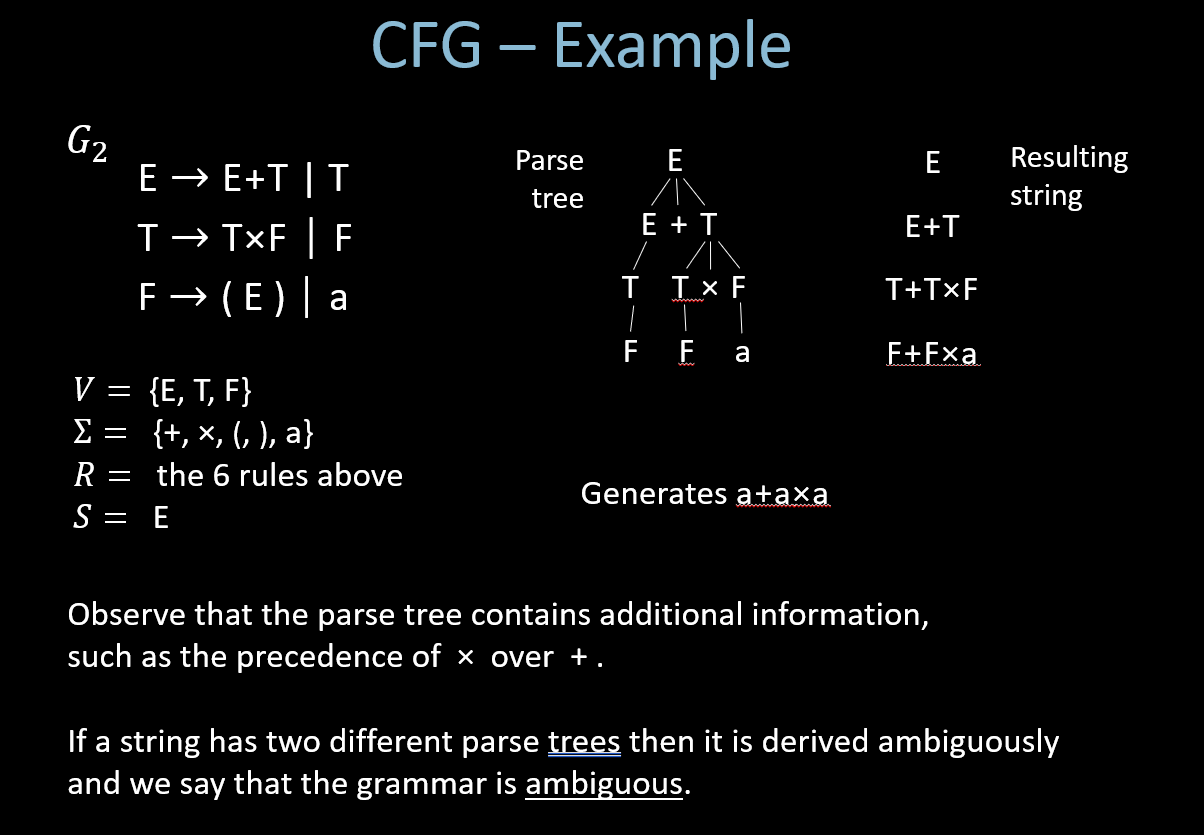 CFG – Example
G₂
E → E+T | T
T → T×F | F
F → ( E ) | a
V = {E, T, F}
Σ = {+, ×, (, ), a}
R = the 6 rules above
S = E
Parse
tree
E
E + T
T T × F
F F a
E
E+T
T+T×F
F+F×a
Resulting
string
Generates a+a×a
Observe that the parse tree contains additional information,
such as the precedence of × over + .
If a string has two different parse trees then it is derived ambiguously
and we say that the grammar is ambiguous.